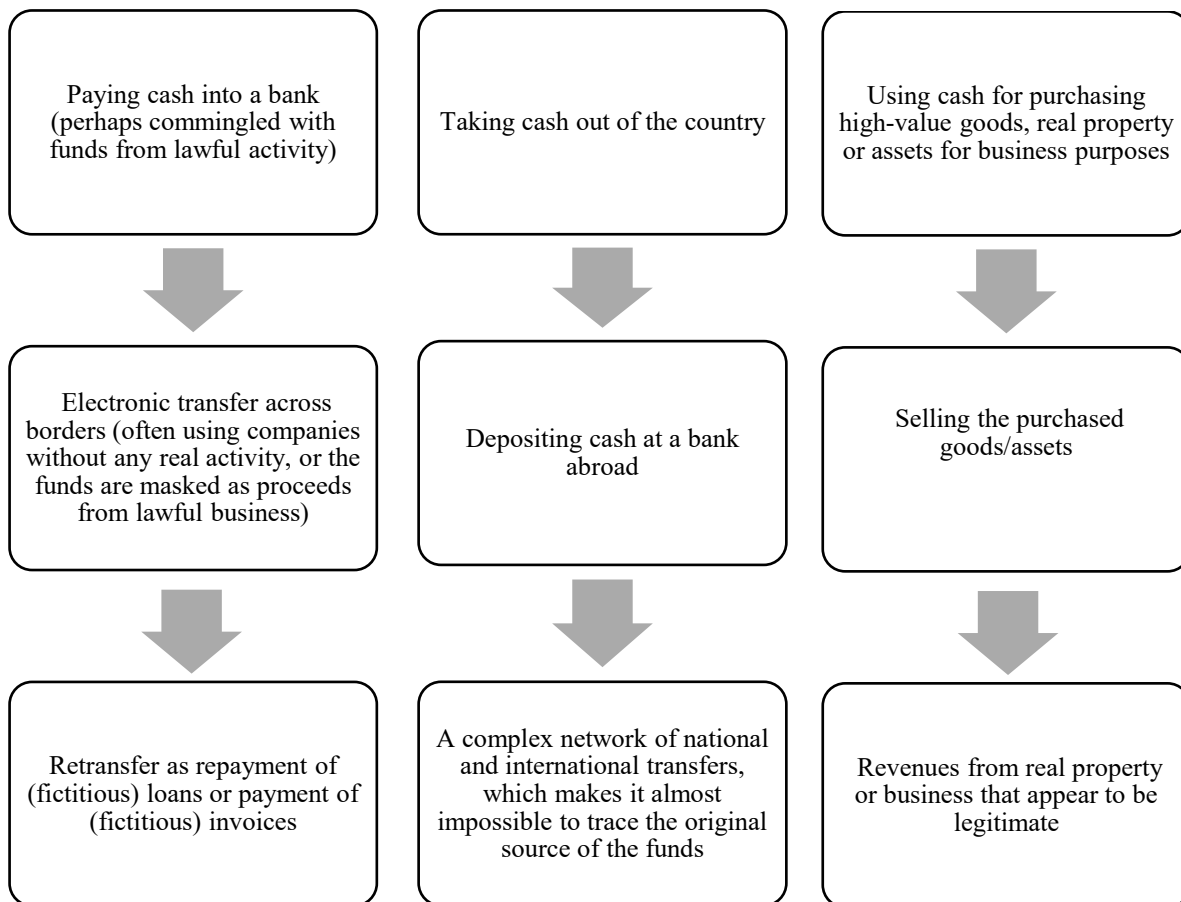 Paying cash into a bank
(perhaps commingled with
funds from lawful activity)
Taking cash out of the country
Using cash for purchasing
high-value goods, real property
or assets for business purposes
Electronic transfer across
borders (often using companies
without any real activity, or the
funds are masked as proceeds
from lawful business)
Depositing cash at a bank
abroad
Selling the purchased
goods/assets
Retransfer as repayment of
(fictitious) loans or payment of
(fictitious) invoices
A complex network of national
and international transfers,
which makes it almost
impossible to trace the original
source of the funds
Revenues from real property
or business that appear to be
legitimate